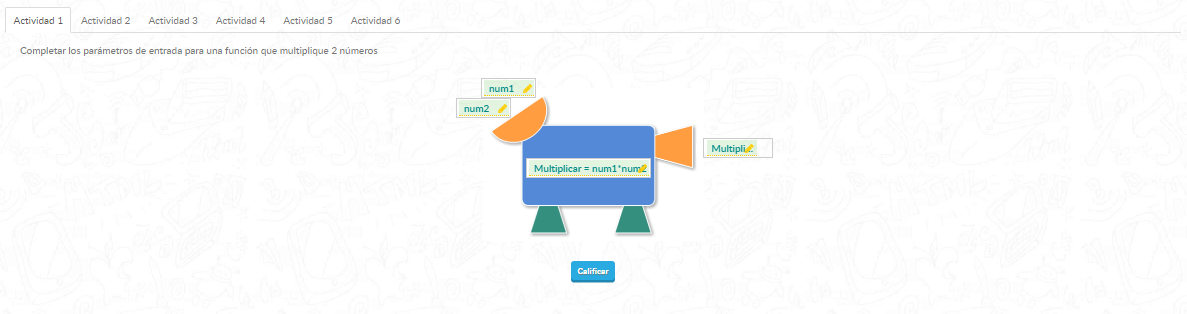 Actividad 1 Actividad 2 Actividad 3 Actividad 4 Actividad 5 Actividad 6
Completar los parámetros de entrada para una función que multiplique 2 números
num1
num2
Multipli...
Multiplicar = num1*num2
Calificar